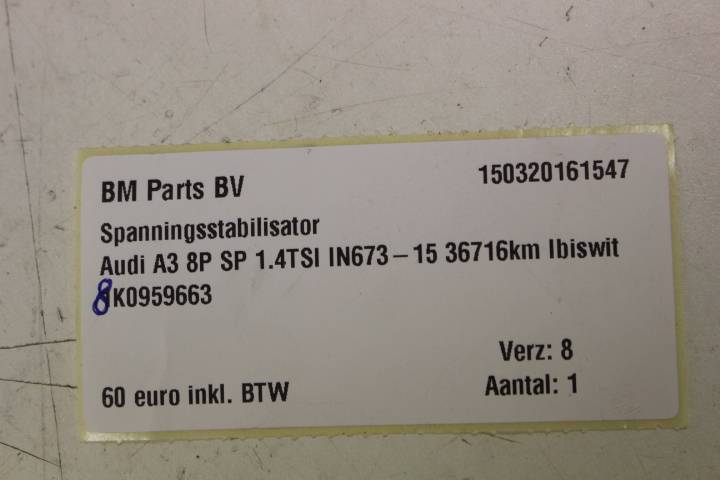 BM Parts BV 150320161547
Spanningsstabilisator
Audi A3 8P SP 1.4TSI IN673-15 36716km Ibiswit
8K0959663
Verz: 8
60 euro inkl. BTW Aantal: 1